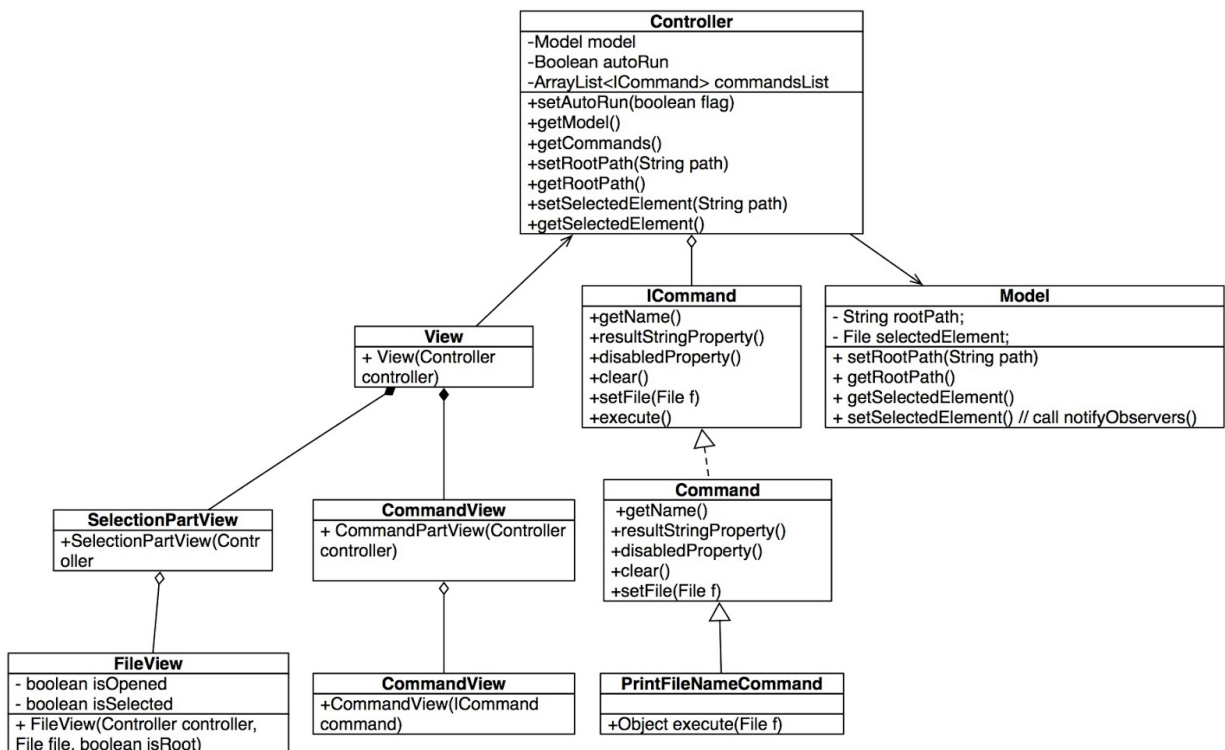 Controller
-Model model
-Boolean autoRun
-ArrayList<ICommand> commandsList
+setAutoRun(boolean flag)
+getModel()
+getCommands()
+setRootPath(String path)
+getRootPath()
+setSelectedElement(String path)
+getSelectedElement()
ICommand
+getName()
+resultStringProperty()
+disabledProperty()
+clear()
+setFile(File f)
+execute()
Model
- String rootPath;
- File selectedElement;
+ setRootPath(String path)
+ getRootPath()
+ getSelectedElement()
+ setSelectedElement() // call notifyObservers()
View
+ View(Controller
controller)
Command
+getName()
+resultStringProperty()
+disabledProperty()
+clear()
+setFile(File f)
SelectionPartView
+SelectionPartView(Contr
oller
CommandView
+ CommandPartView(Controller
controller)
FileView
- boolean isOpened
- boolean isSelected
+ FileView(Controller controller,
File file, boolean isRoot)
CommandView
+CommandView(ICommand
command)
PrintFileNameCommand
+Object execute(File f)